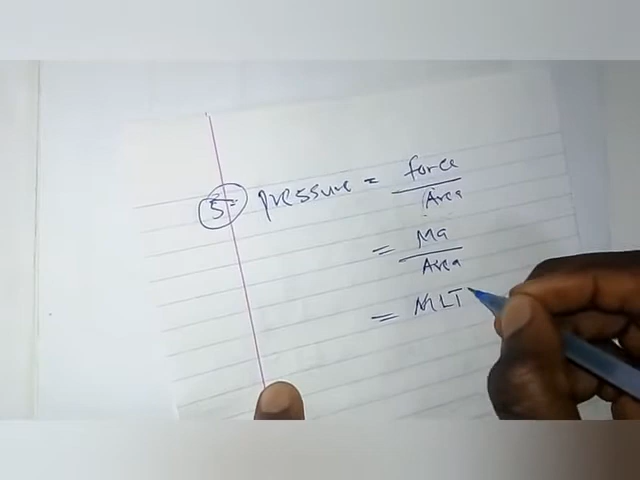 5 pressure = force
Area
= Ma
Area
= MLT